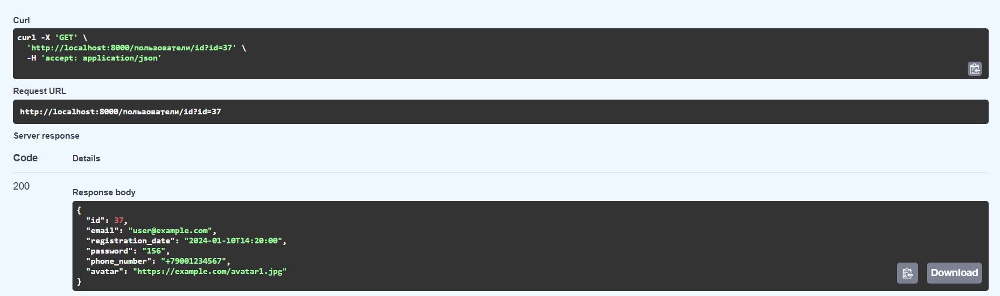 Curl
curl -X 'GET' \
'http://localhost:8000/пользователи/id?id=37' \
-H 'accept: application/json'
Request URL
http://localhost:8000/пользователи/id?id=37
Server response
Code Details
200
Response body
{
"id": 37,
"email": "user@example.com",
"registration_date": "2024-01-10T14:20:00",
"password": "156",
"phone_number": "+79001234567",
"avatar": "https://example.com/avatar1.jpg"
}
Download